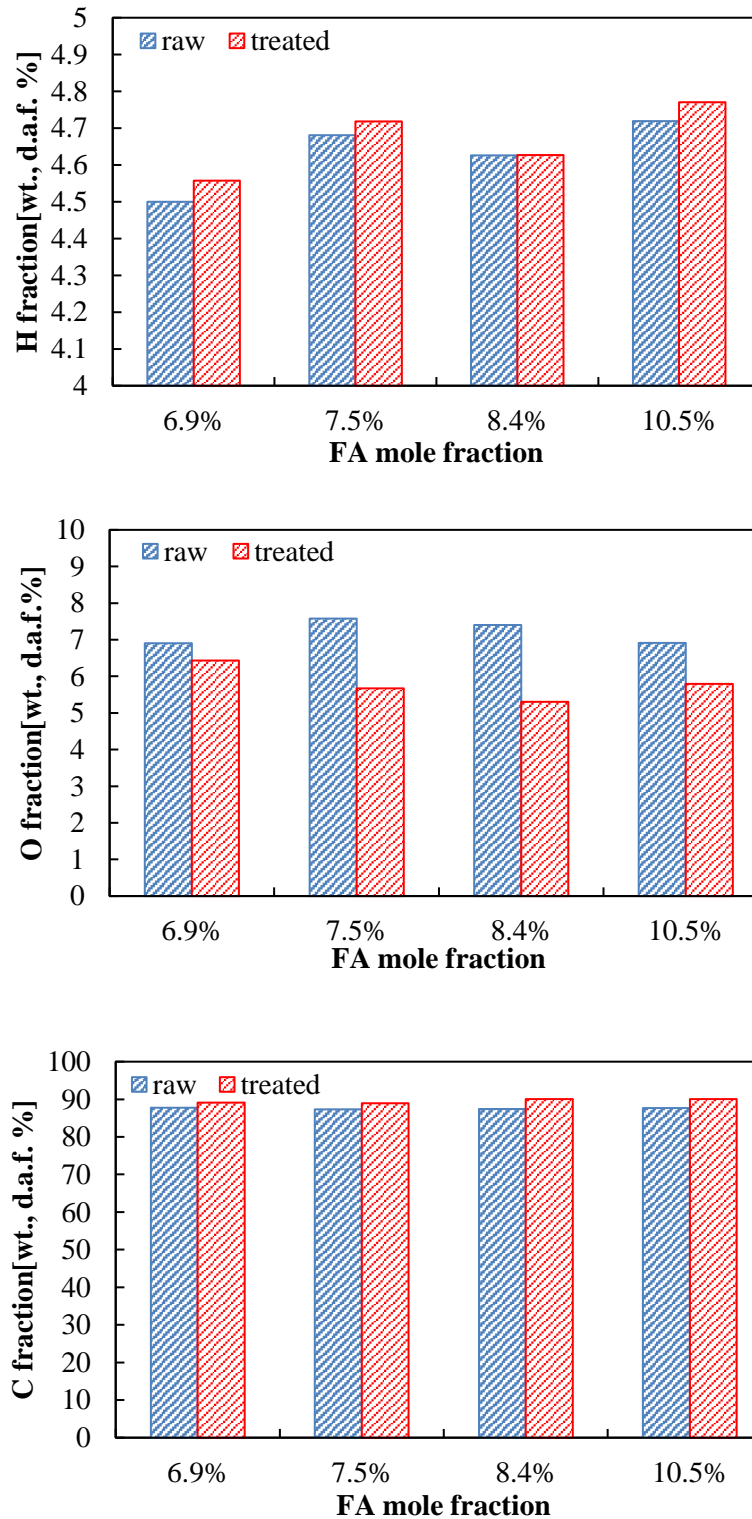 5
4.9
4.8
4.7
4.6
4.5
4.4
4.3
4.2
4.1
4
H fraction[wt., d.a.f. %]
raw treated
6.9% 7.5% 8.4% 10.5%
FA mole fraction
10
9
8
7
6
5
4
3
2
1
0
O fraction[wt., d.a.f.%]
raw treated
6.9% 7.5% 8.4% 10.5%
FA mole fraction
100
90
80
70
60
50
40
30
20
10
0
C fraction[wt., d.a.f. %]
raw treated
6.9% 7.5% 8.4% 10.5%
FA mole fraction